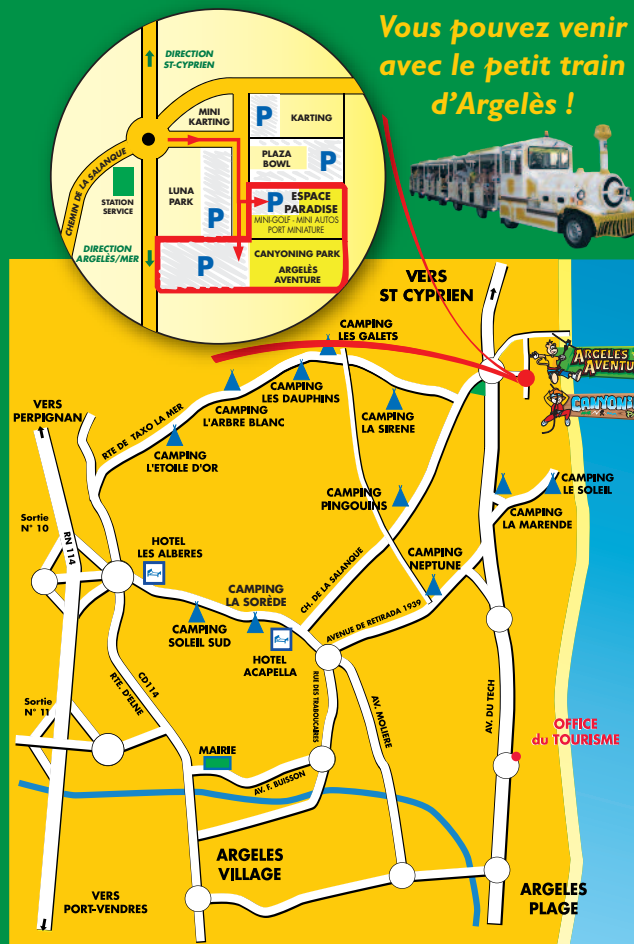 Vous pouvez venir
avec le petit train
d'Argelès !
DIRECTION
ST-CYPRIEN
MINI
KARTING
P
KARTING
PLAZA
BOWL
P
CHEMIN DE LA SALANQUE
STATION
SERVICE
LUNA
PARK
P
P
ESPACE
PARADISE
MINI-GOLF - MINI AUTOS
PORT MINIATURE
DIRECTION
ARGELÈS/MER
P
CANYONING PARK
ARGELÈS
AVENTURE
VERS
ST CYPRIEN
CAMPING
LES GALETS
ARGELES
AVENTU
CANYONI
CAMPING
LES DAUPHINS
CAMPING
L'ARBRE BLANC
CAMPING
LA SIRENE
VERS
PERPIGNAN
RTE DE TAXO LA MER
CAMPING
L'ETOILE D'OR
CAMPING
PINGOUINS
CAMPING
LE SOLEIL
CAMPING
LA MARENDE
Sortie
N° 10
RN 114
HOTEL
LES ALBERES
CAMPING
NEPTUNE
CH. DE LA SALANQUE
CAMPING
LA SORÈDE
AVENUE DE RETIRADA 1939
CAMPING
SOLEIL SUD
HOTEL
ACAPELLA
CD114
RTE. D'ELNE
RUE DES TRABOUCAIRES
AV. MOLIERE
AV. DU TECH
Sortie
N° 11
OFFICE
du TOURISME
MAIRIE
AV. F. BUISSON
ARGELES
VILLAGE
VERS
PORT-VENDRES
ARGELES
PLAGE